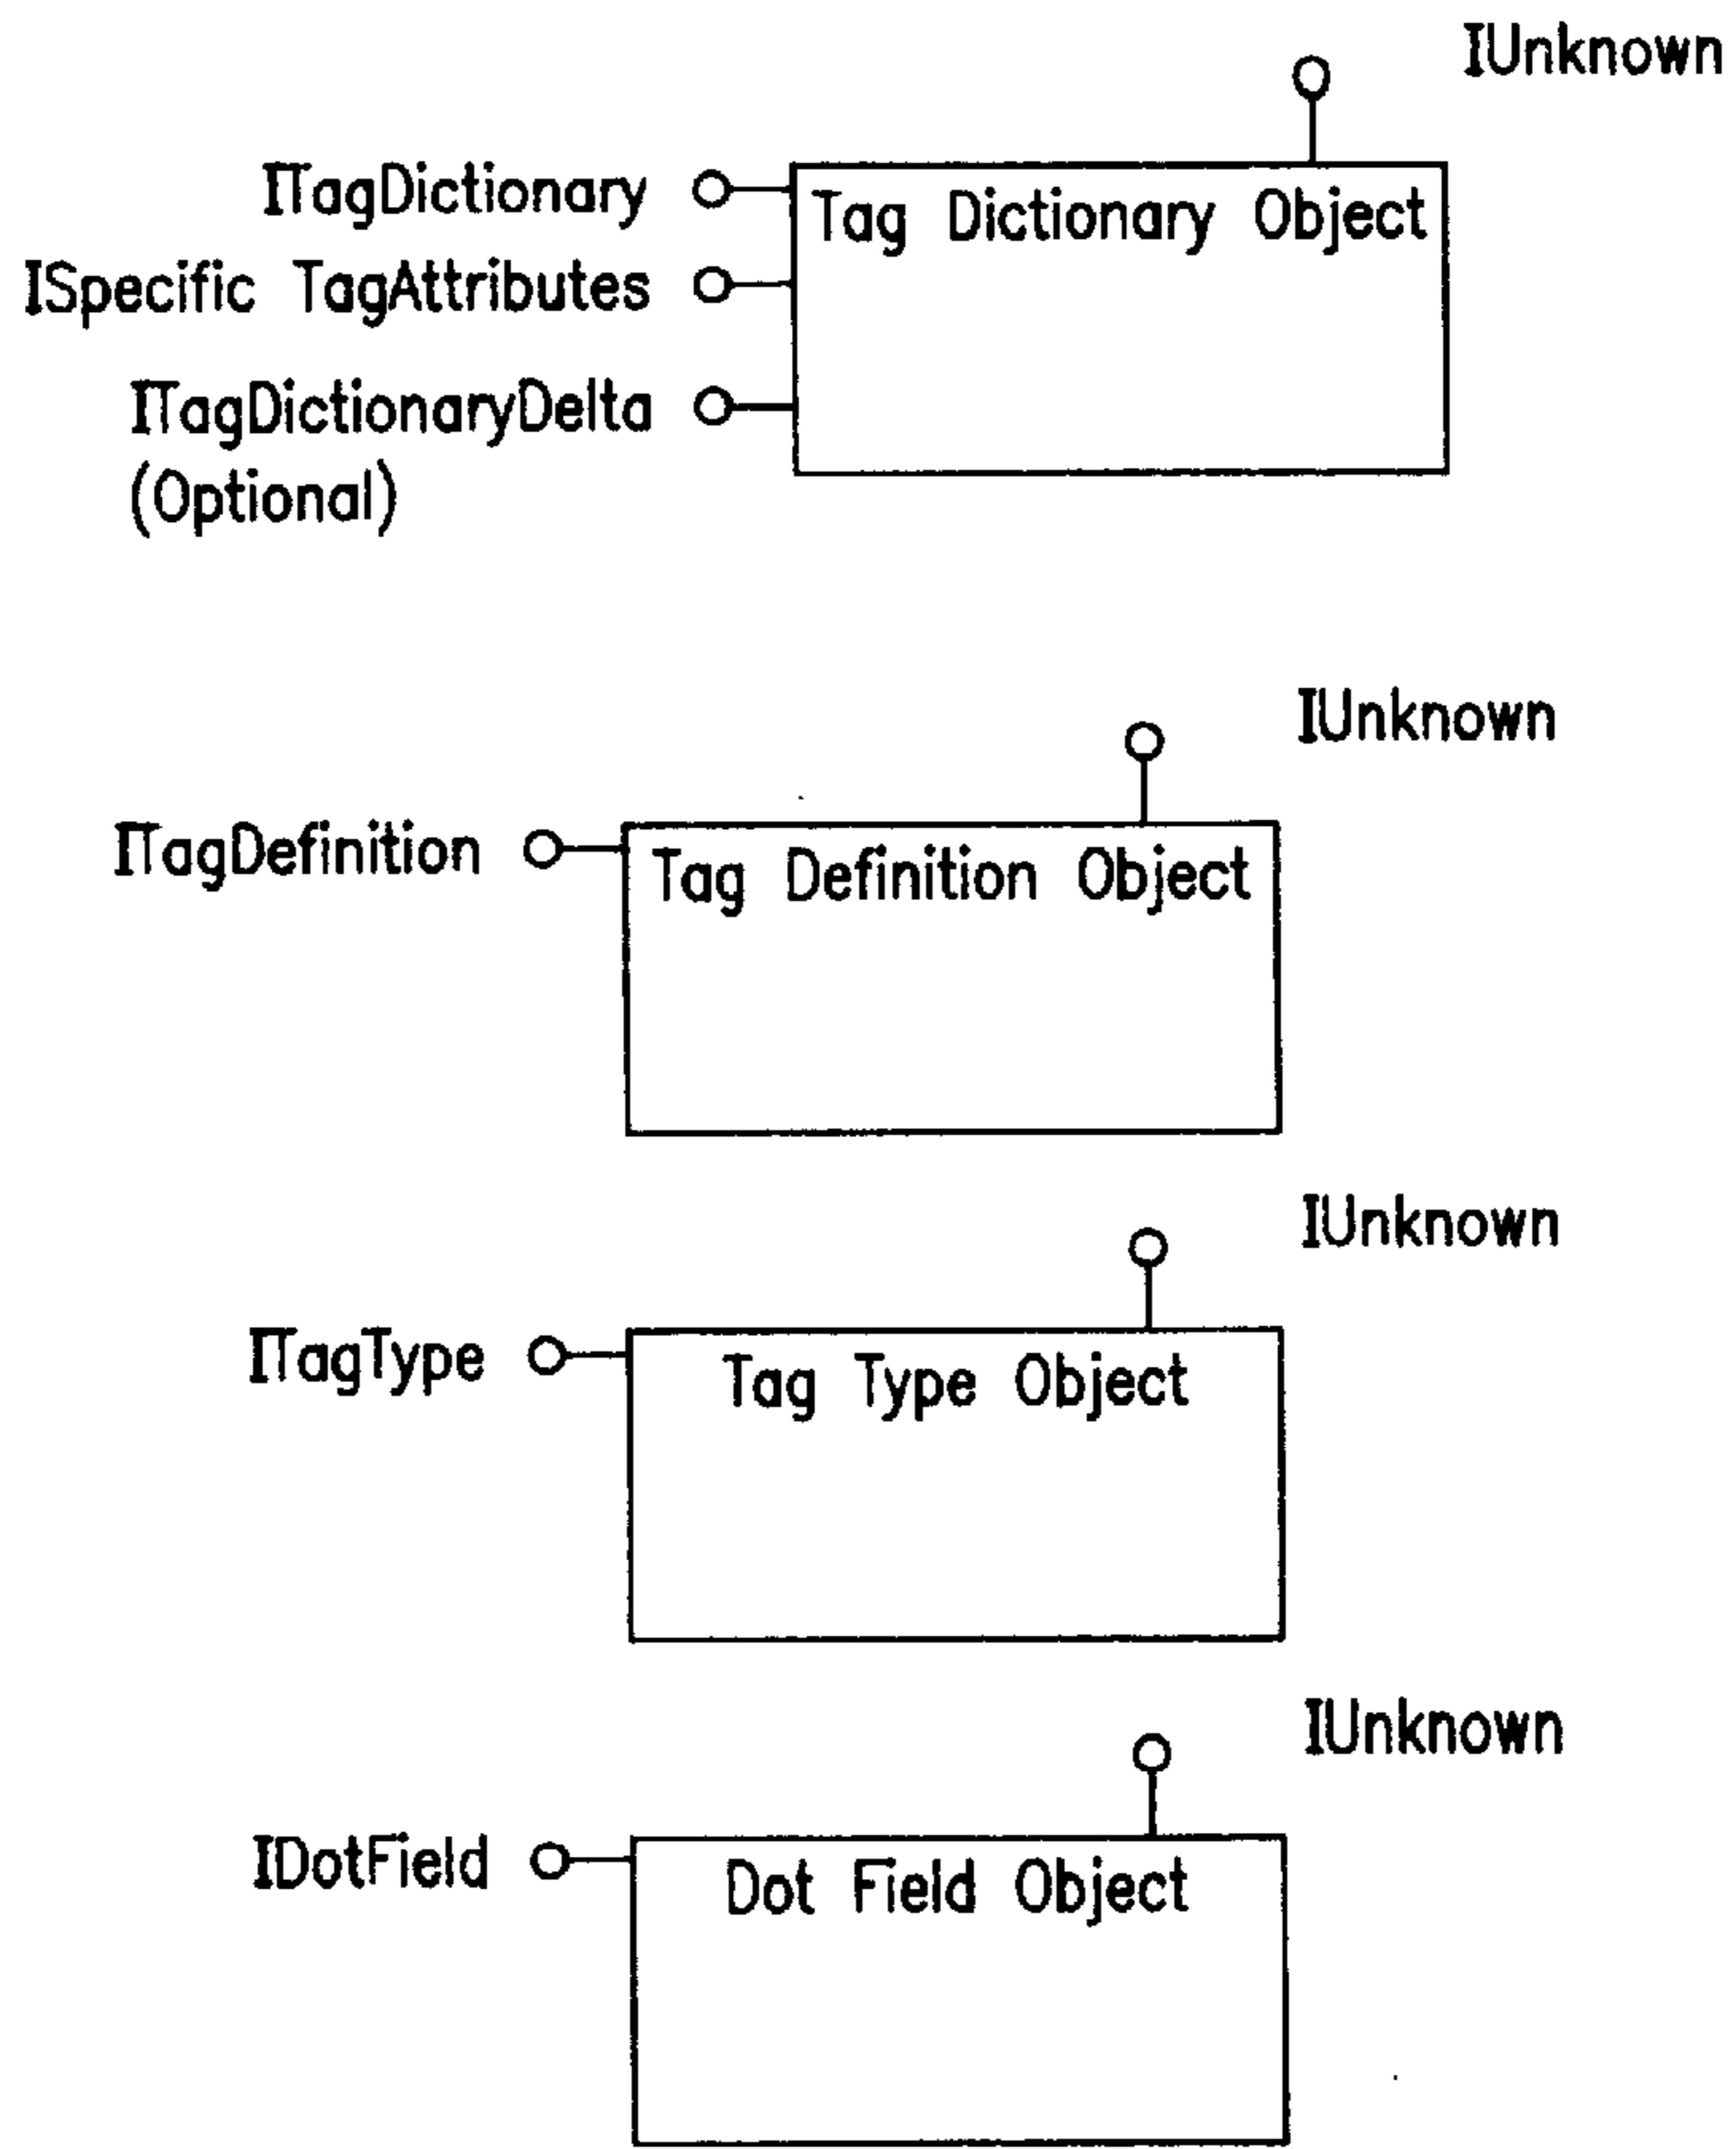 IUnknown
ITagDictionary
Tag Dictionary Object
ISpecific TagAttributes
ITagDictionaryDelta
(Optional)
IUnknown
ITagDefinition
Tag Definition Object
IUnknown
ITagType
Tag Type Object
IUnknown
IDotField
Dot Field Object